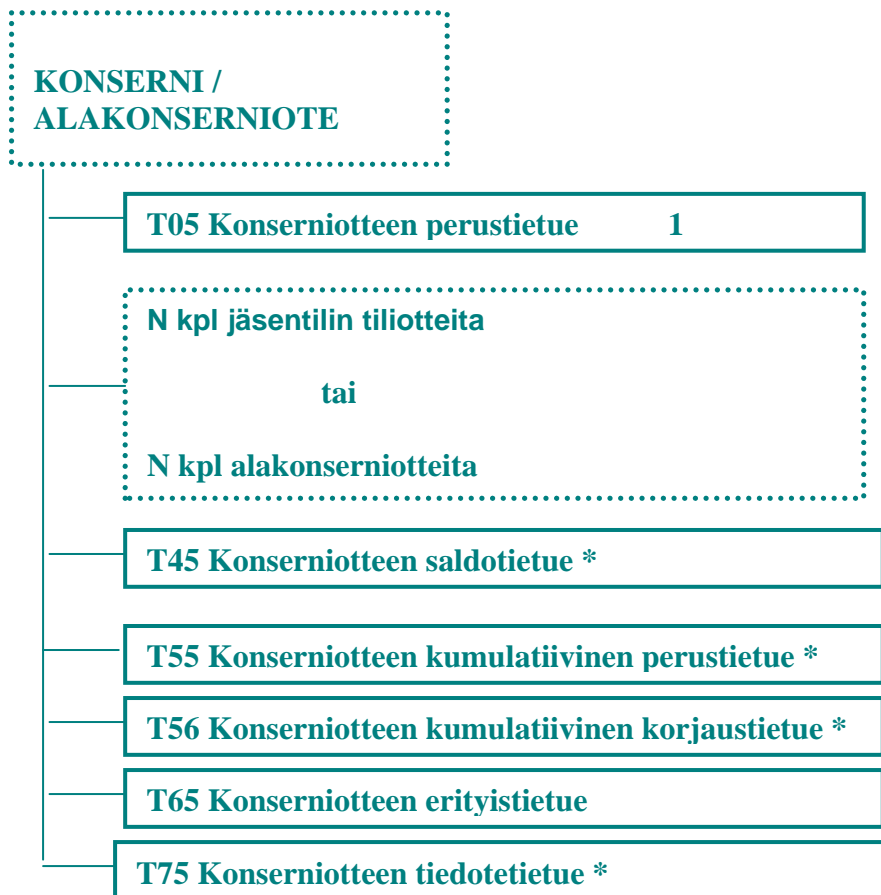 KONSERNI /
ALAKONSERNIOTE
T05 Konserniotteen perustietue 1
N kpl jäsentilin tiliotteita
tai
N kpl alakonserniotteita
T45 Konserniotteen saldotietue *
T55 Konserniotteen kumulatiivinen perustietue *
T56 Konserniotteen kumulatiivinen korjaustietue *
T65 Konserniotteen erityistietue
T75 Konserniotteen tiedotetietue *